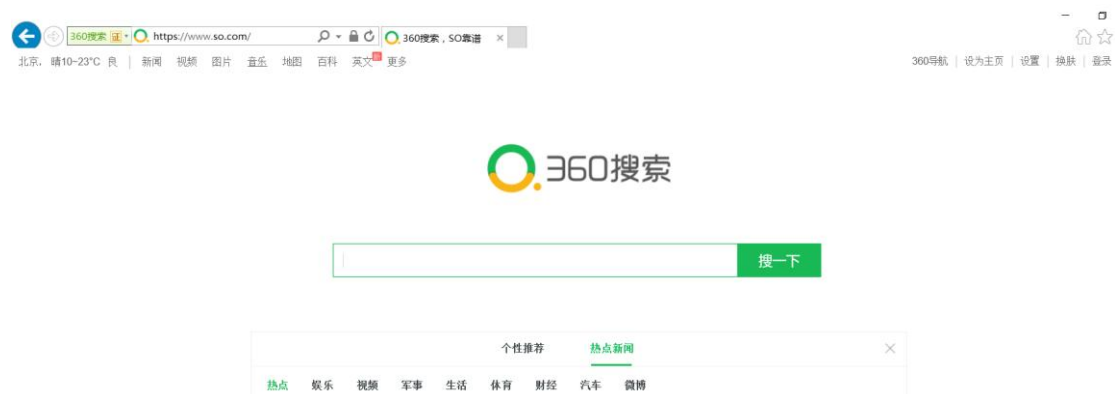 360搜索 证 https://www.so.com/ 360搜索，SO靠谱
北京, 晴10~23°C 良 | 新闻 视频 图片 音乐 地图 百科 英文 更多 360导航 | 设为主页 | 设置 | 换肤 | 登录
360搜索
搜一下
个性推荐 热点新闻
热点 娱乐 视频 军事 生活 体育 财经 汽车 微博